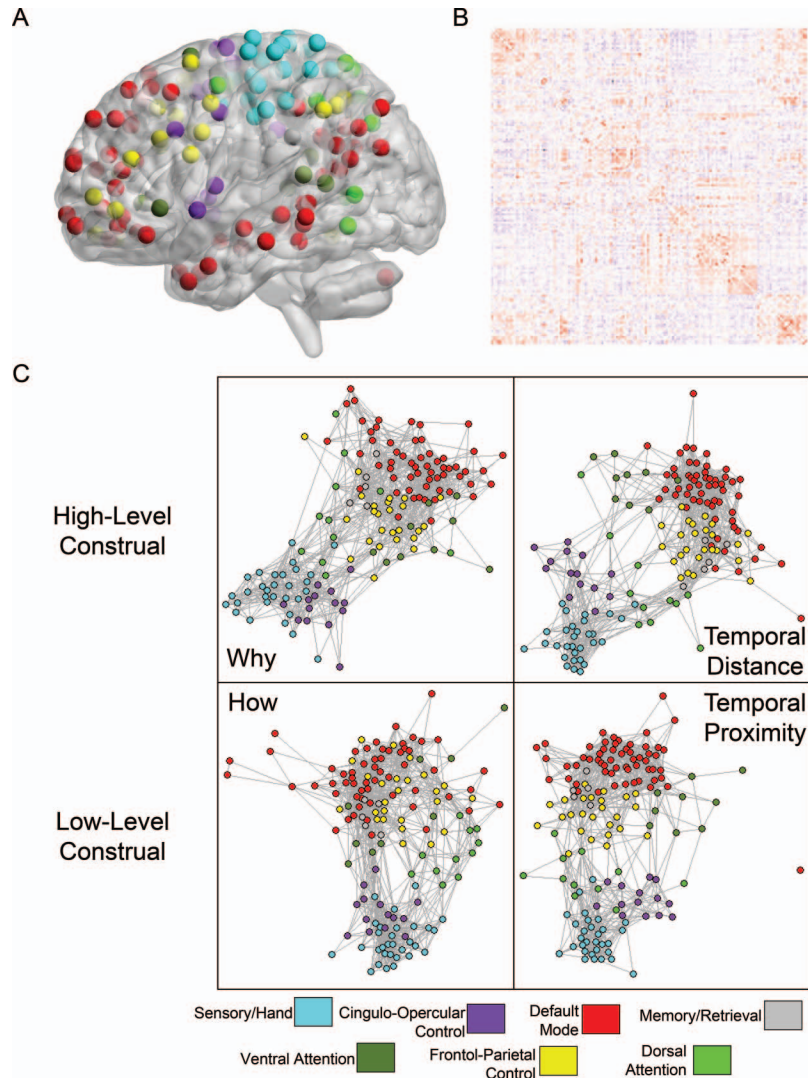 A
B
C
High-Level
Construal
Why
Temporal
Distance
How
Temporal
Proximity
Low-Level
Construal
Sensory/Hand
Cingulo-Opercular
Control
Default
Mode
Memory/Retrieval
Ventral Attention
Frontol-Parietal
Control
Dorsal
Attention